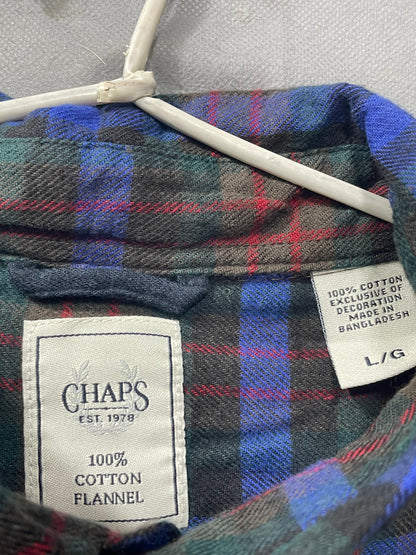 CHAPS
EST. 1978
100%
COTTON
FLANNEL
100% COTTON
EXCLUSIVE OF
DECORATION
MADE IN
BANGLADESH
L/G